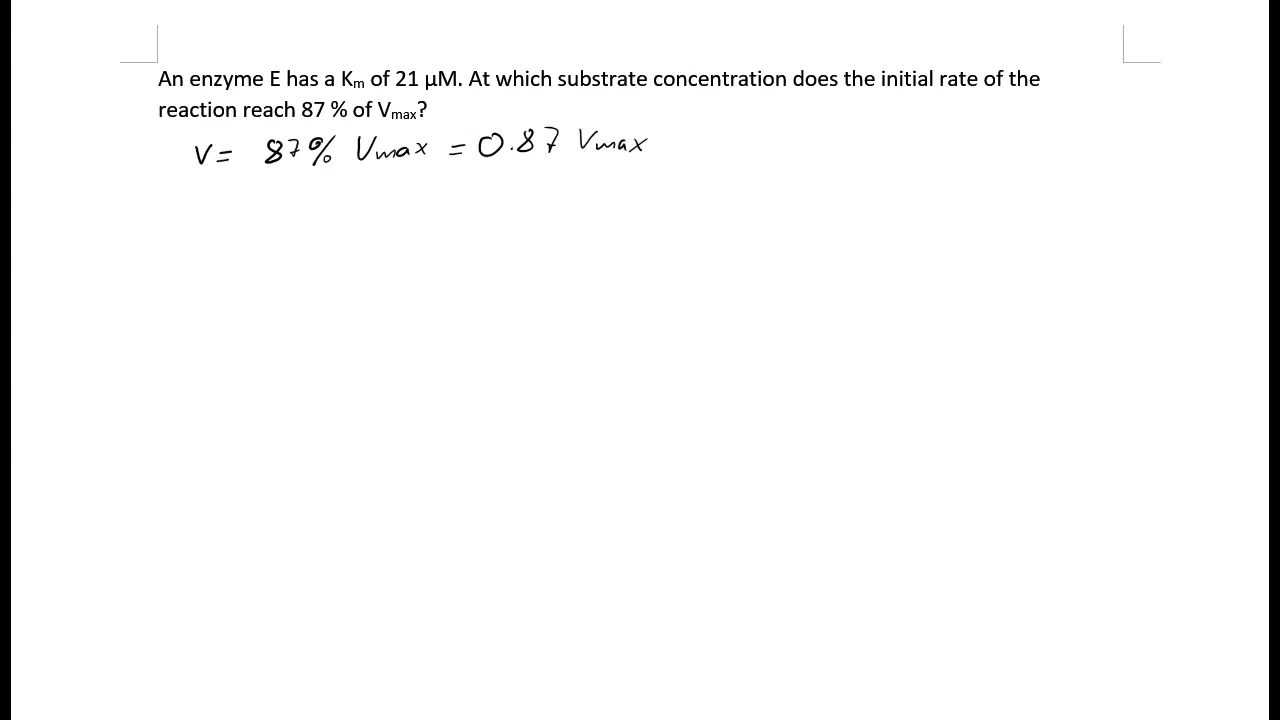 An enzyme E has a Km of 21 µM. At which substrate concentration does the initial rate of the
reaction reach 87 % of Vmax?
V = 87% Vmax = 0.87 Vmax